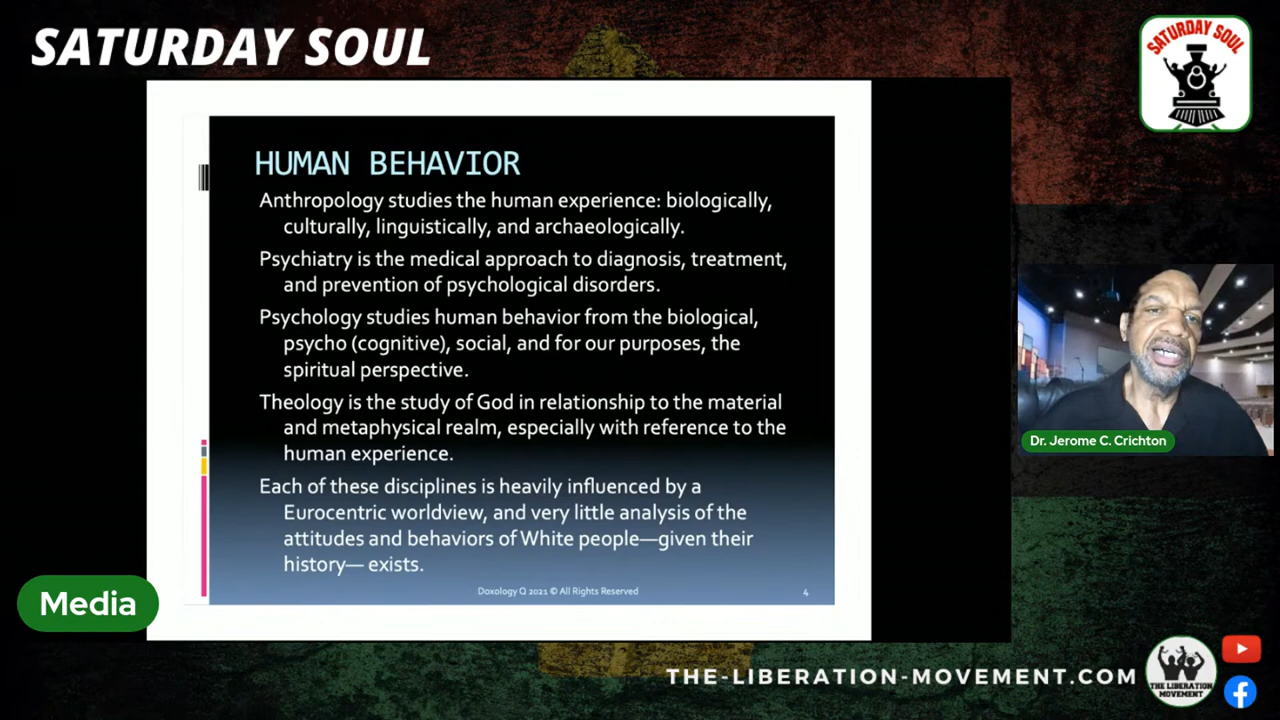 SATURDAY SOUL
SATURDAY SOUL
HUMAN BEHAVIOR
Anthropology studies the human experience: biologically,
culturally, linguistically, and archaeologically.
Psychiatry is the medical approach to diagnosis, treatment,
and prevention of psychological disorders.
Psychology studies human behavior from the biological,
psycho (cognitive), social, and for our purposes, the
spiritual perspective.
Theology is the study of God in relationship to the material
and metaphysical realm, especially with reference to the
human experience.
Each of these disciplines is heavily influenced by a
Eurocentric worldview, and very little analysis of the
attitudes and behaviors of White people—given their
history— exists.
Doxology Q 2021 © All Rights Reserved
4
Dr. Jerome C. Crichton
Media
THE-LIBERATION-MOVEMENT.COM
THE LIBERATION
MOVEMENT